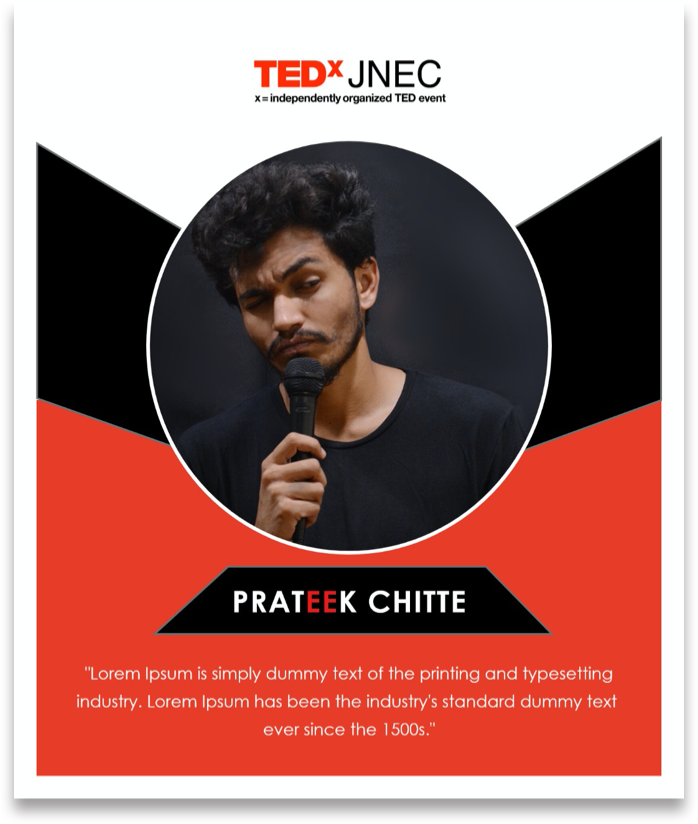 TEDx JNEC
x = independently organized TED event
PRATEEK CHITTE
"Lorem Ipsum is simply dummy text of the printing and typesetting
industry. Lorem Ipsum has been the industry's standard dummy text
ever since the 1500s."